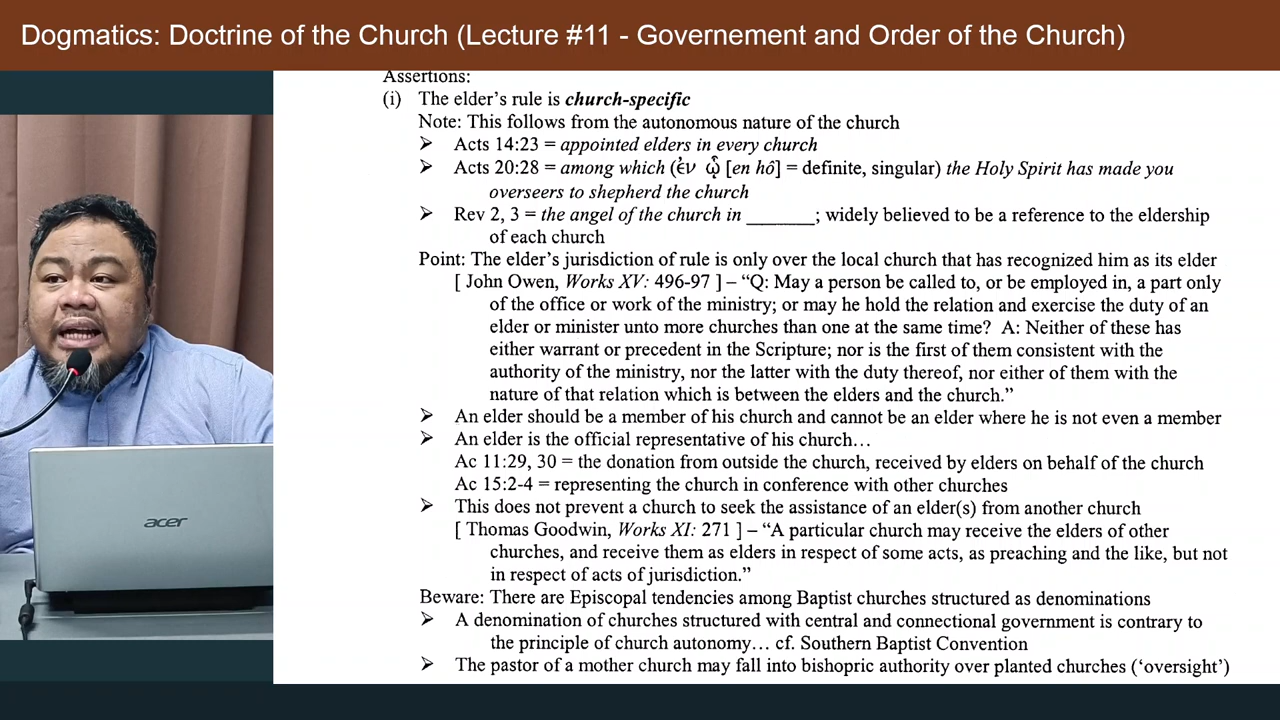 Dogmatics: Doctrine of the Church (Lecture #11 - Governement and Order of the Church)
Assertions:
(i) The elder's rule is church-specific
Note: This follows from the autonomous nature of the church
➤ Acts 14:23 = appointed elders in every church
➤ Acts 20:28 = among which (ἐν ᾧ [en hō] = definite, singular) the Holy Spirit has made you
overseers to shepherd the church
➤ Rev 2, 3 = the angel of the church in _______; widely believed to be a reference to the eldership
of each church
Point: The elder's jurisdiction of rule is only over the local church that has recognized him as its elder
[ John Owen, Works XV: 496-97 ] – “Q: May a person be called to, or be employed in, a part only
of the office or work of the ministry; or may he hold the relation and exercise the duty of an
elder or minister unto more churches than one at the same time? A: Neither of these has
either warrant or precedent in the Scripture; nor is the first of them consistent with the
authority of the ministry, nor the latter with the duty thereof, nor either of them with the
nature of that relation which is between the elders and the church.”
➤ An elder should be a member of his church and cannot be an elder where he is not even a member
➤ An elder is the official representative of his church…
Ac 11:29, 30 = the donation from outside the church, received by elders on behalf of the church
Ac 15:2-4 = representing the church in conference with other churches
➤ This does not prevent a church to seek the assistance of an elder(s) from another church
[ Thomas Goodwin, Works XI: 271 ] – “A particular church may receive the elders of other
churches, and receive them as elders in respect of some acts, as preaching and the like, but not
in respect of acts of jurisdiction.”
Beware: There are Episcopal tendencies among Baptist churches structured as denominations
➤ A denomination of churches structured with central and connectional government is contrary to
the principle of church autonomy… cf. Southern Baptist Convention
➤ The pastor of a mother church may fall into bishopric authority over planted churches (‘oversight’)
acer